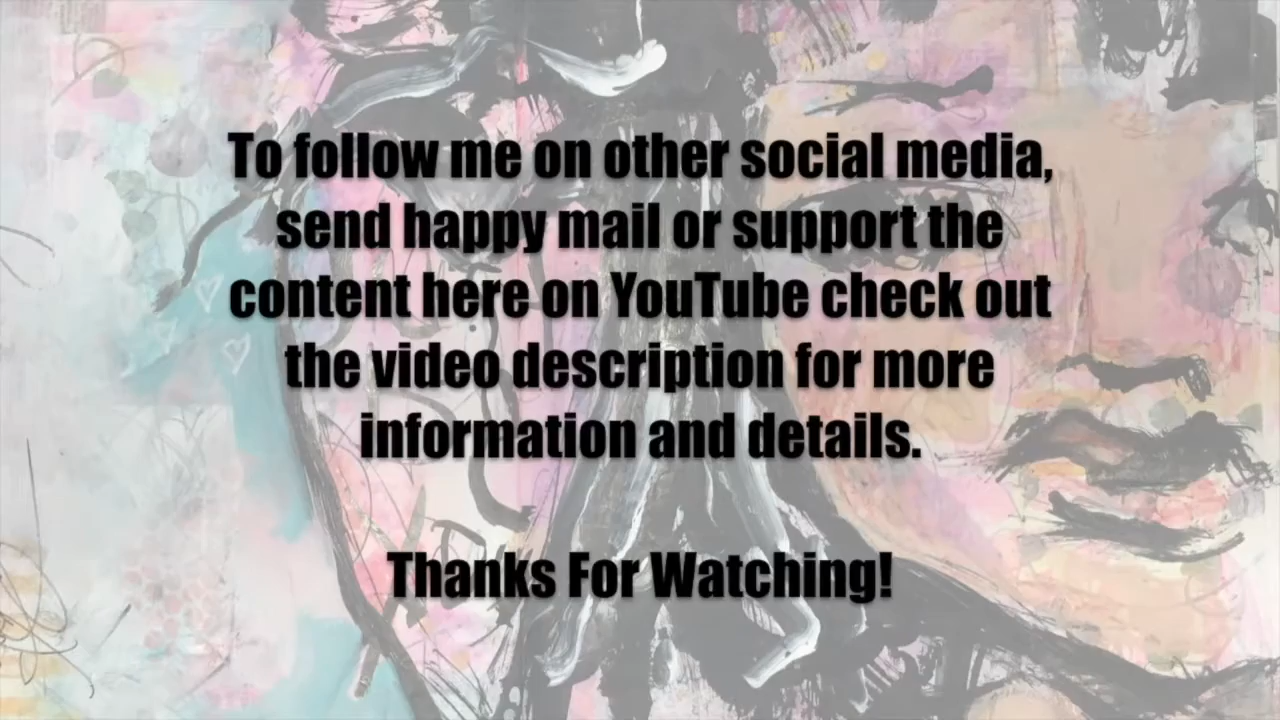 To follow me on other social media,
send happy mail or support the
content here on YouTube check out
the video description for more
information and details.
Thanks For Watching!